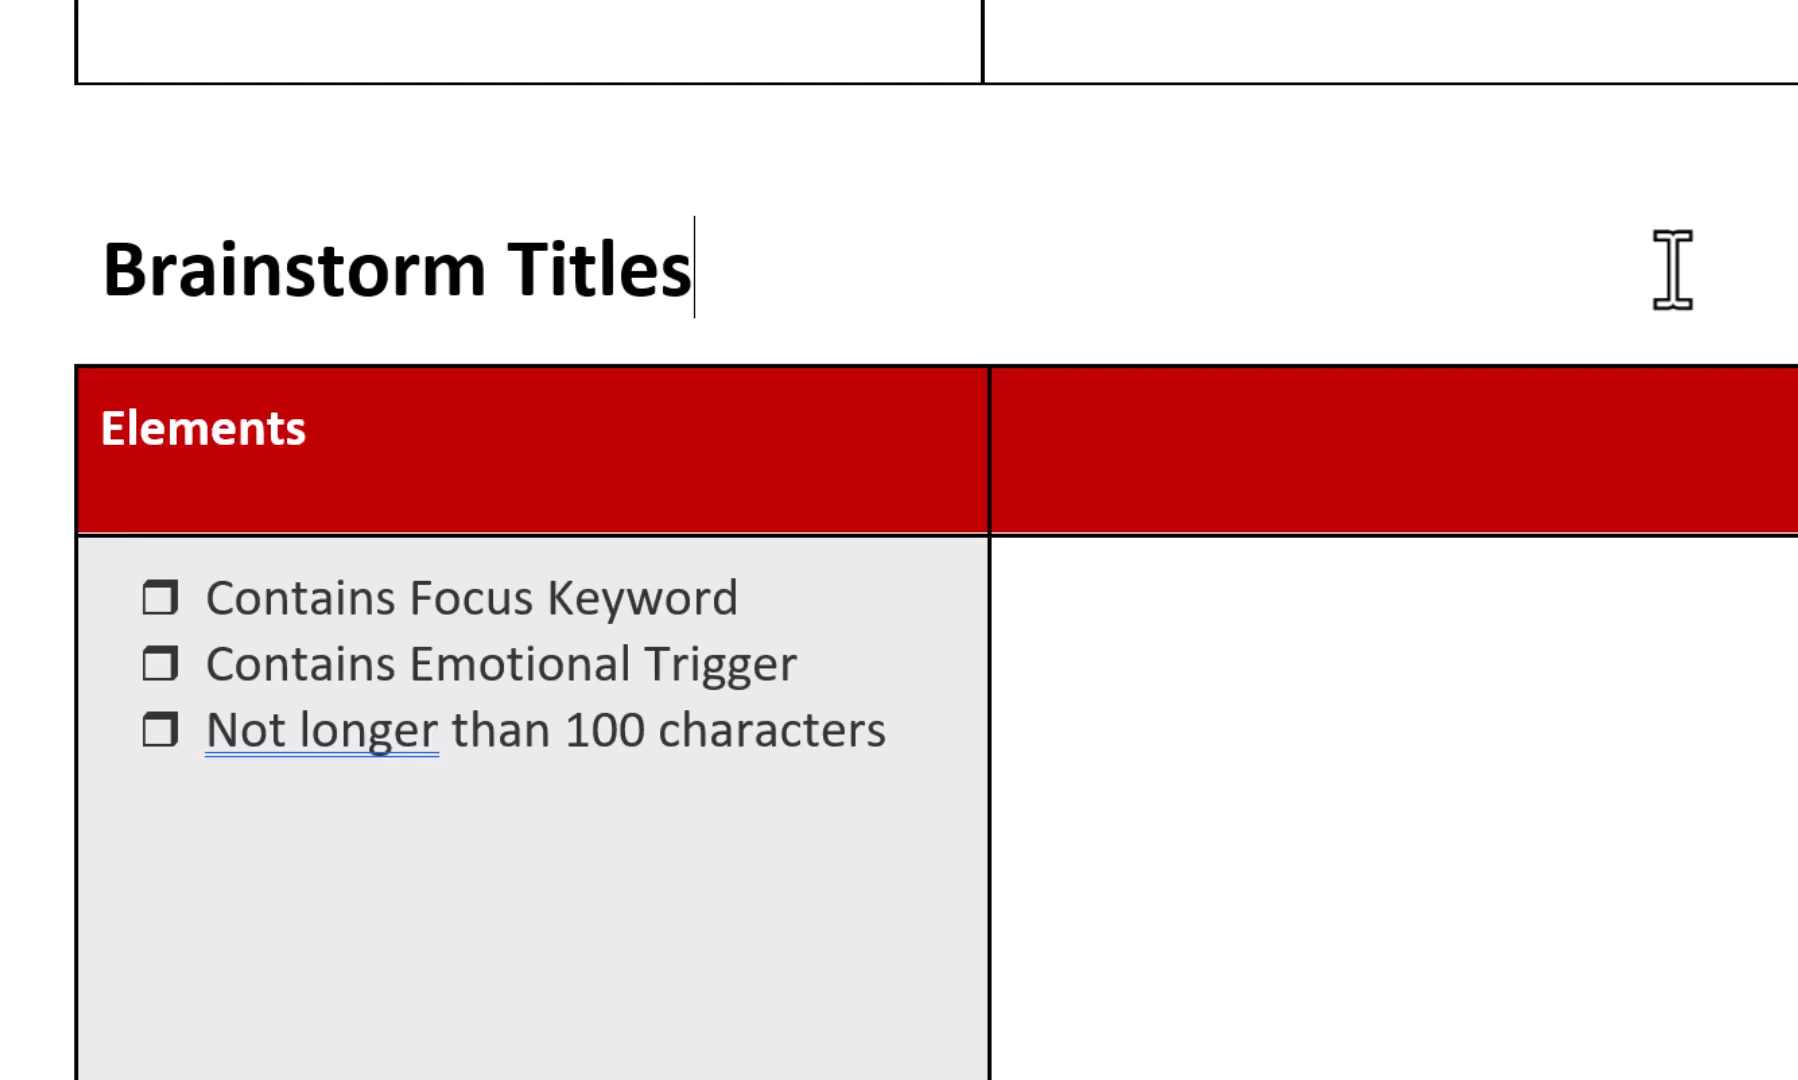 Brainstorm Titles
Elements
❒ Contains Focus Keyword
❒ Contains Emotional Trigger
❒ Not longer than 100 characters